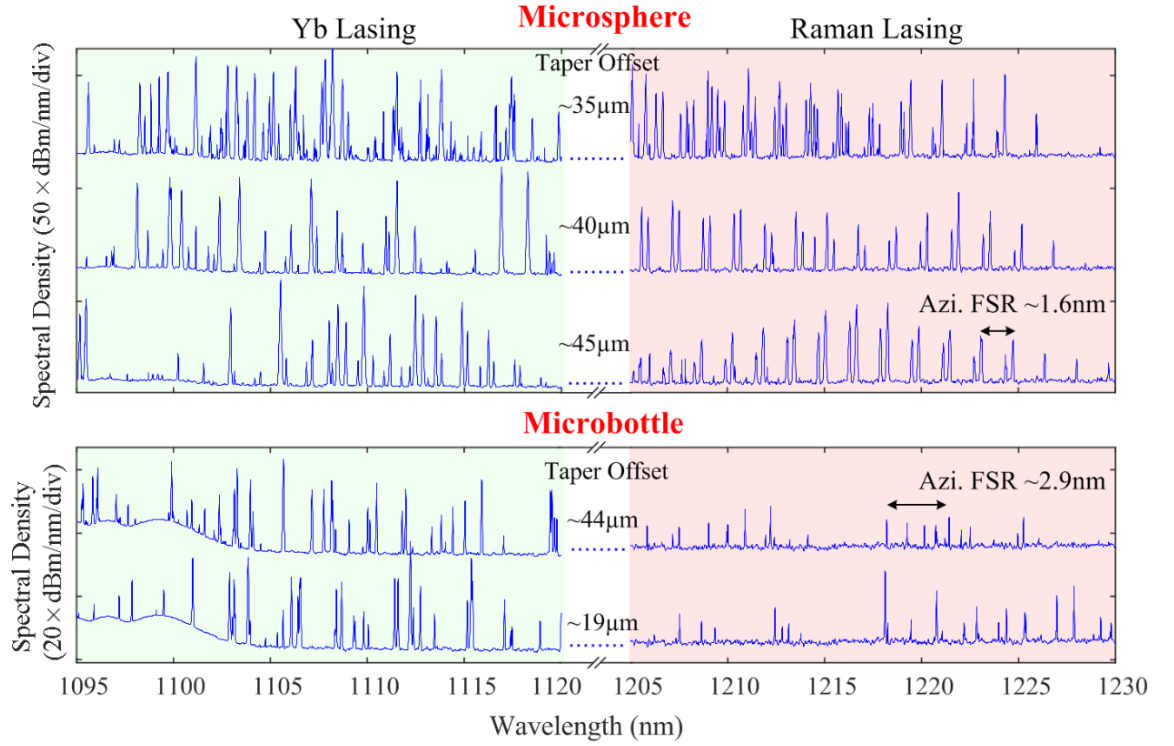 Microsphere
Yb Lasing
Raman Lasing
Taper Offset
~35μm
~40μm
~45μm
Azi. FSR ~1.6nm
Spectral Density (50 × dBm/nm/div)
Microbottle
Taper Offset
~44μm
~19μm
Azi. FSR ~2.9nm
Spectral Density
(20 × dBm/nm/div)
1095 1100 1105 1110 1115 1120 1205 1210 1215 1220 1225 1230
Wavelength (nm)